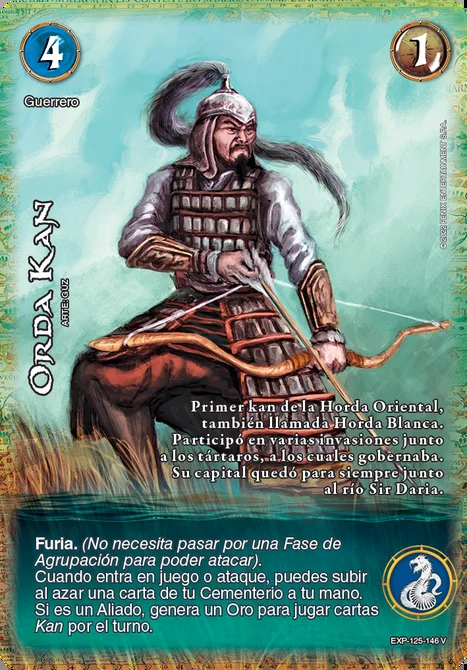 4
1
Guerrero
ORDA KAN
ARTE: GUZ
©2022 FENIX ENTERTAINMENT S.P.A.
Primer kan de la Horda Oriental,
también llamada Horda Blanca.
Participó en varias invasiones junto
a los tártaros, a los cuales gobernaba.
Su capital quedó para siempre junto
al río Sir Daria.
Furia. (No necesita pasar por una Fase de
Agrupación para poder atacar).
Cuando entra en juego o ataque, puedes subir
al azar una carta de tu Cementerio a tu mano.
Si es un Aliado, genera un Oro para jugar cartas
Kan por el turno.
EXP-125-146 V